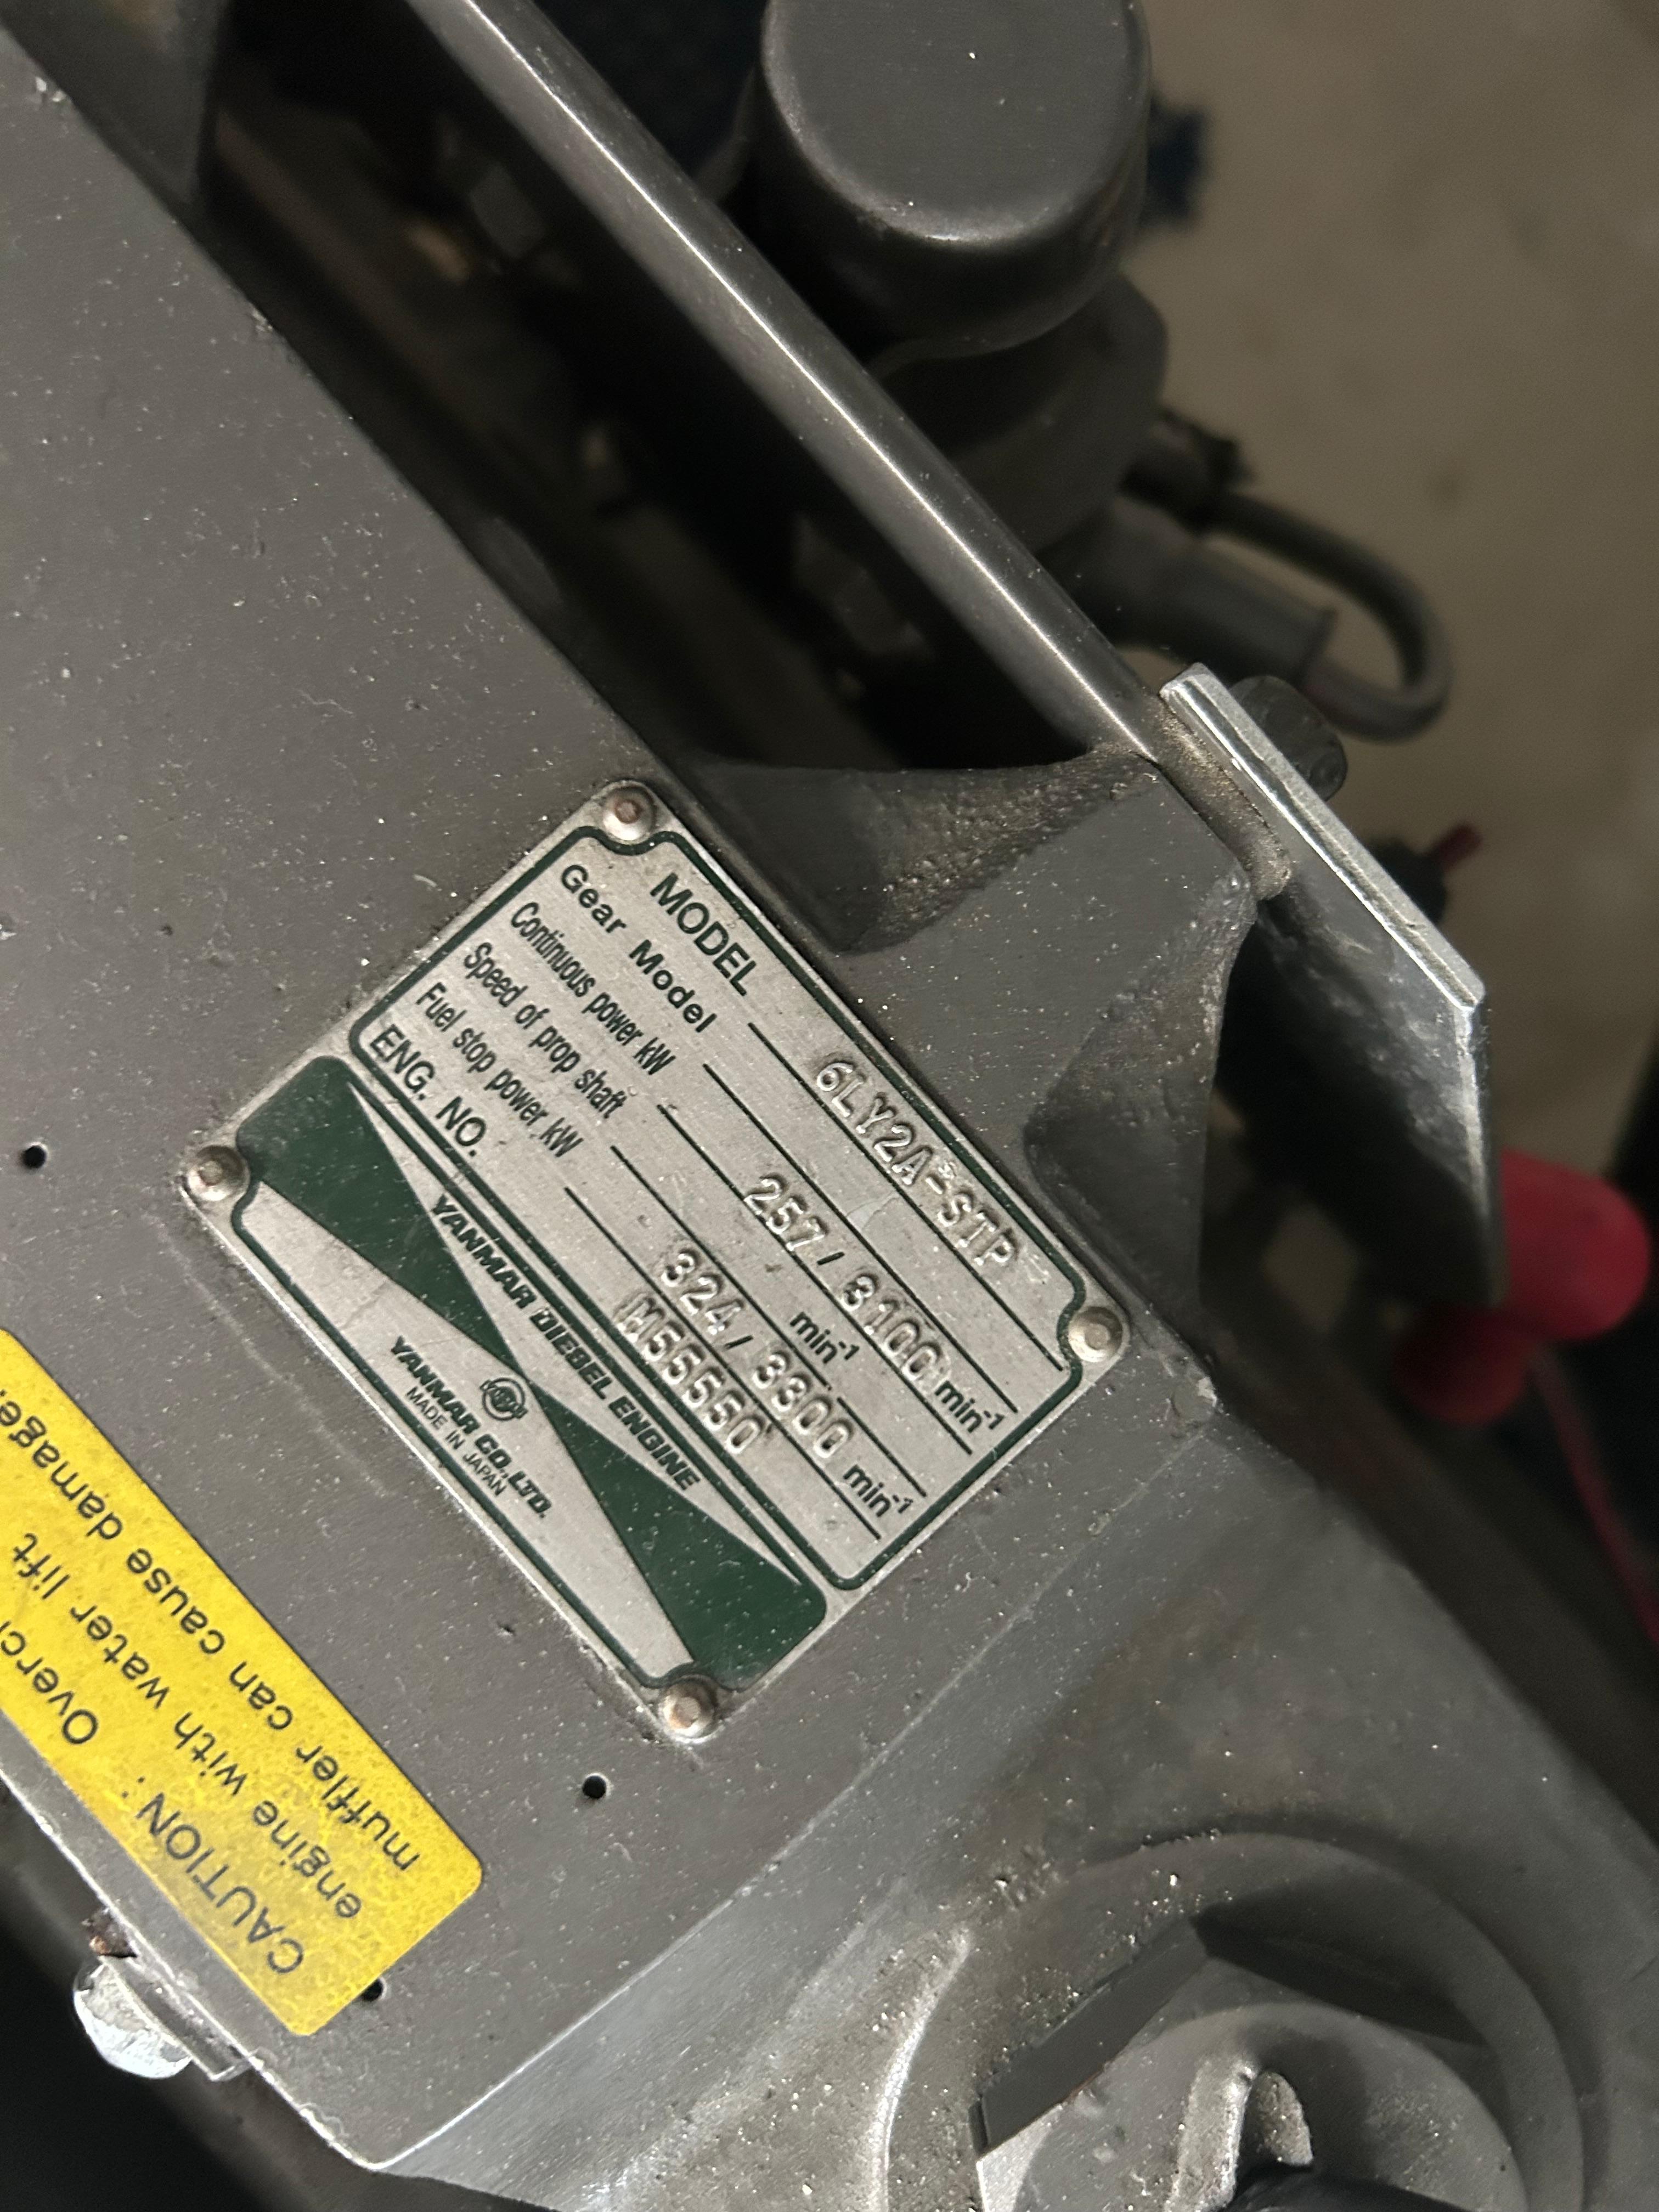 MODEL 6LY2A-STP
Gear Model
Continuous power kW 257/3100 min-1
Speed of prop shaft min-1
Fuel stop power kW 324/3300 min-1
ENG. NO. M55550
YANMAR DIESEL ENGINE
YANMAR CO.,LTD.
MADE IN JAPAN
CAUTION:
engine with water lift
muffler can cause damage.